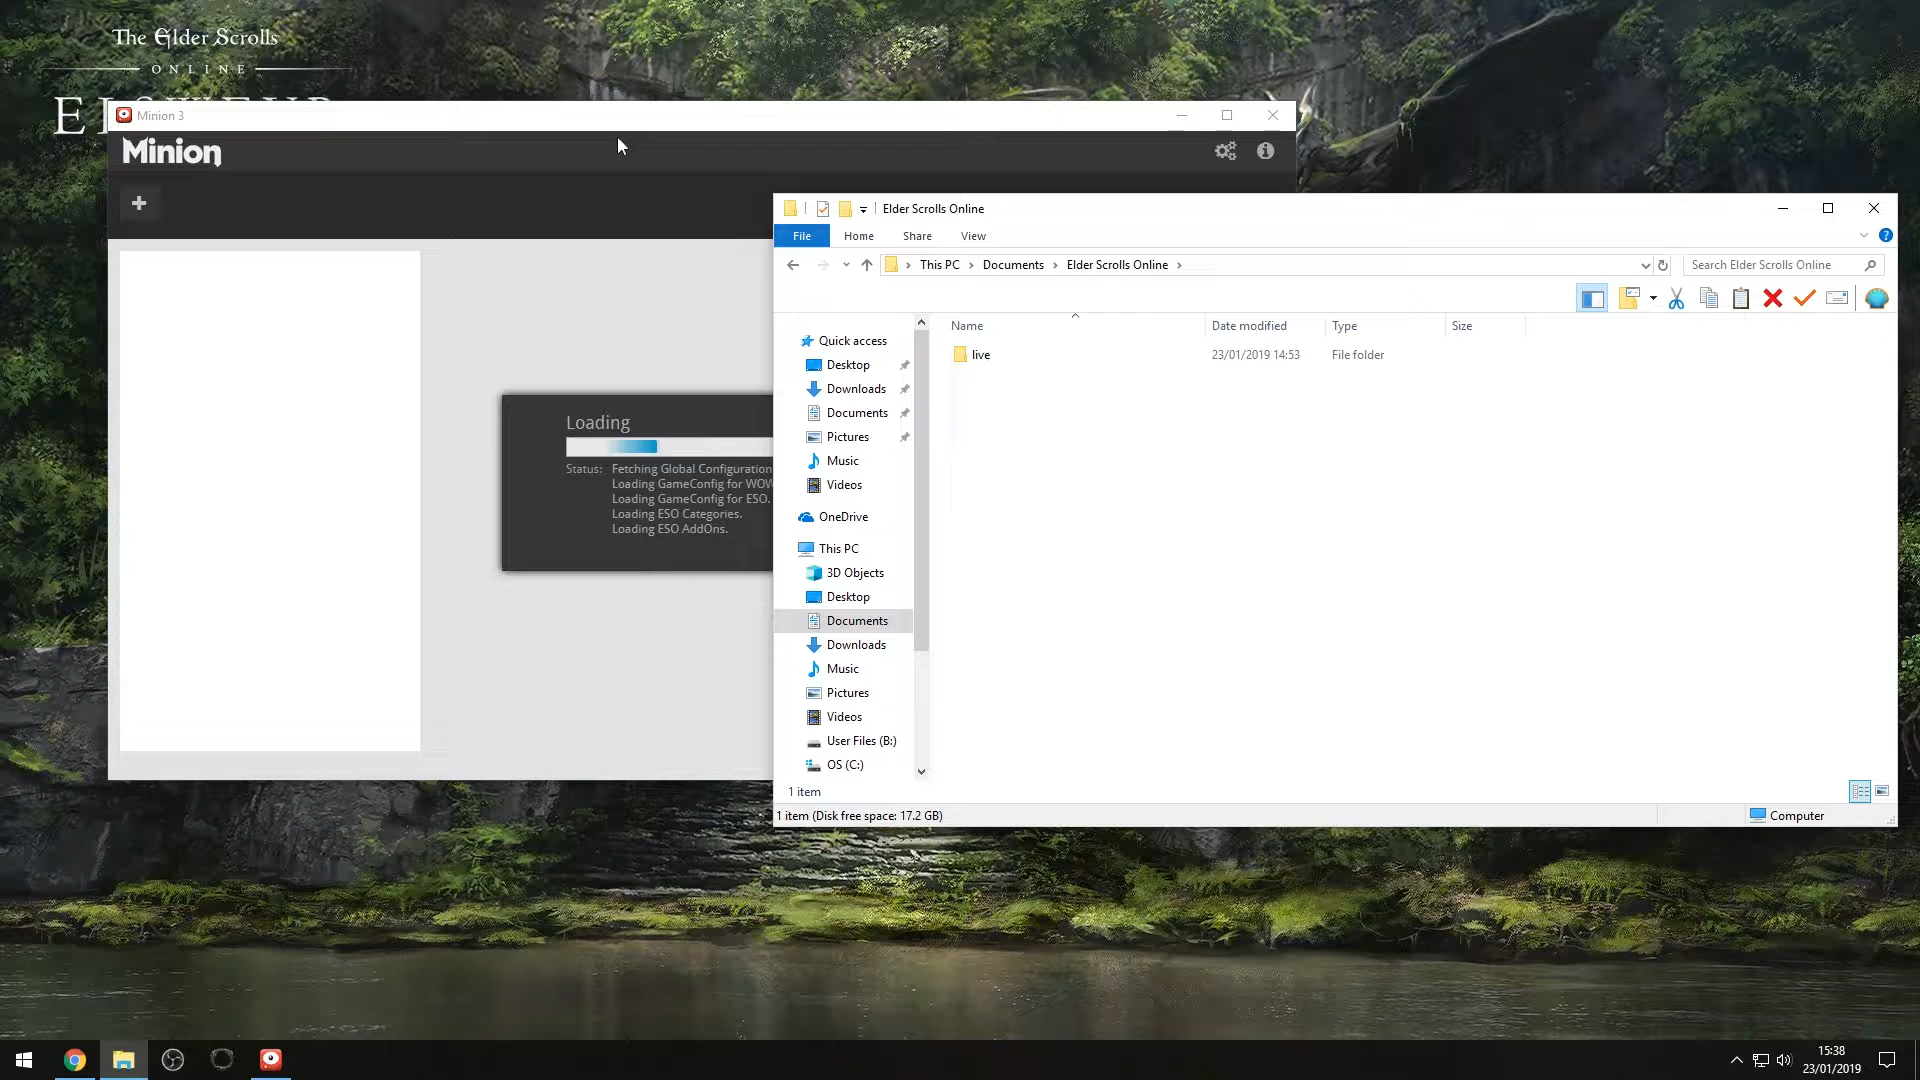 The Elder Scrolls
ONLINE
Minion 3
Minion
Loading
Status: Fetching Global Configuration
Loading GameConfig for WOW
Loading GameConfig for ESO.
Loading ESO Categories.
Loading ESO AddOns.
Elder Scrolls Online
File Home Share View
This PC Documents Elder Scrolls Online
Search Elder Scrolls Online
Name Date modified Type Size
live 23/01/2019 14:53 File folder
Quick access
Desktop
Downloads
Documents
Pictures
Music
Videos
OneDrive
This PC
3D Objects
Desktop
Documents
Downloads
Music
Pictures
Videos
User Files (B:)
OS (C:)
1 item
1 item (Disk free space: 17.2 GB)
Computer
15:38
23/01/2019